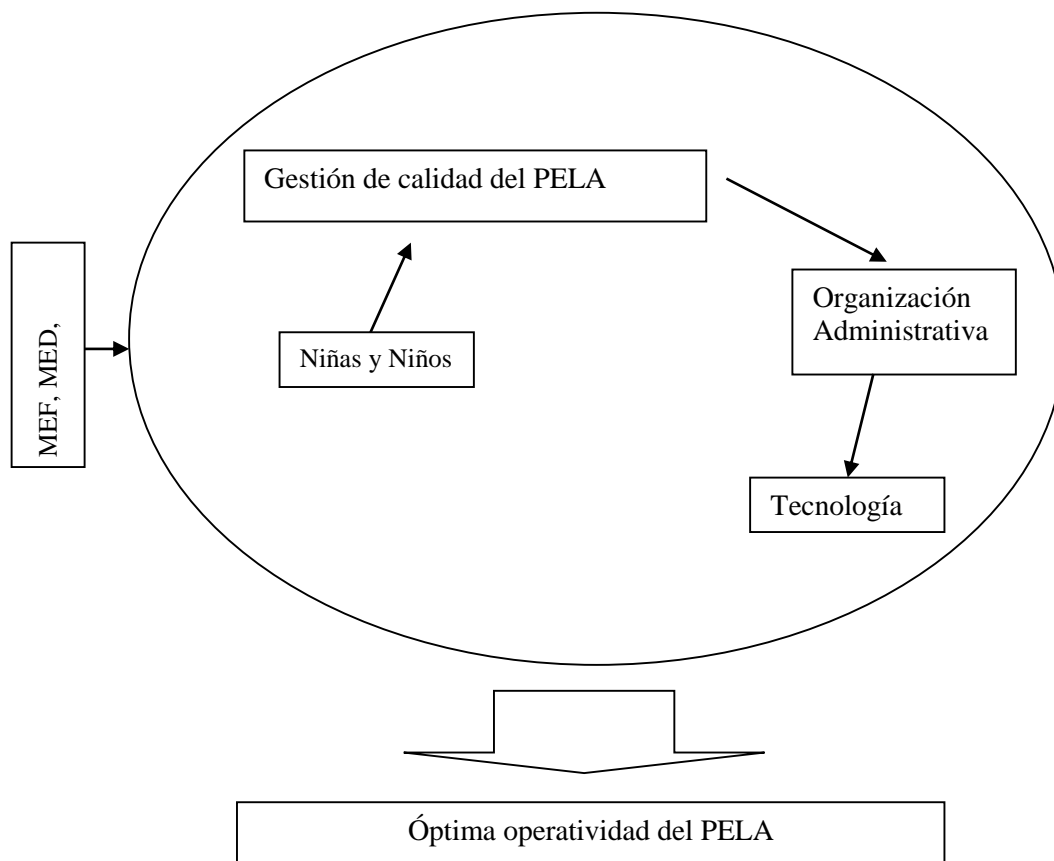 Gestión de calidad del PELA
Organización
Administrativa
MEF, MED,
Niñas y Niños
Tecnología
Óptima operatividad del PELA